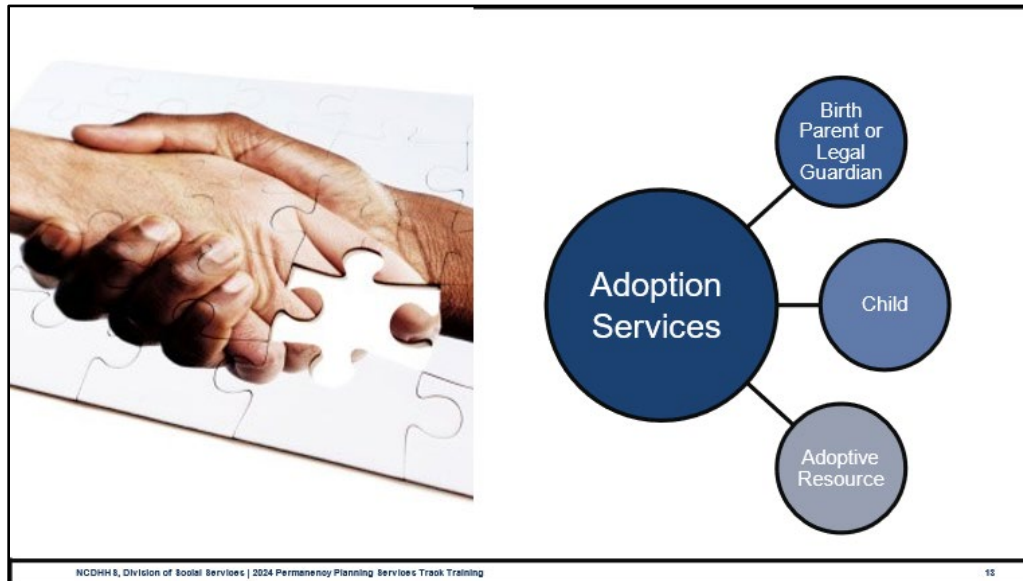 Birth
Parent or
Legal
Guardian
Adoption
Services
Child
Adoptive
Resource
NCDHHS, Division of Social Services | 2024 Permanency Planning Services Track Training
13